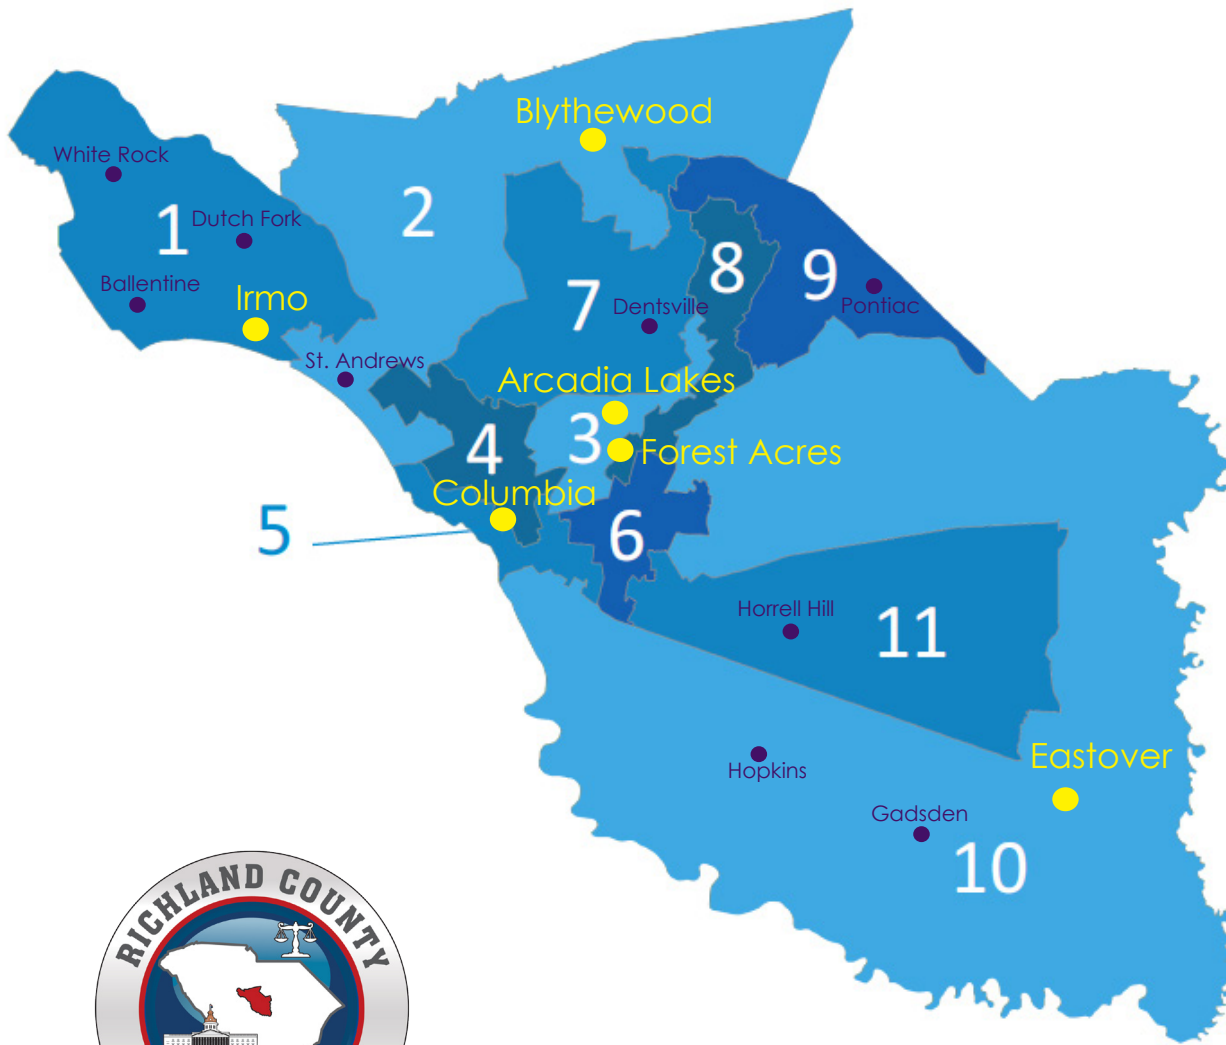 Blythewood
White Rock
1
Dutch Fork
2
8
9
Ballentine
Irmo
7
Dentsville
Pontiac
St. Andrews
Arcadia Lakes
3
4
Forest Acres
Columbia
5
6
Horrell Hill
11
Eastover
Hopkins
Gadsden
10
RICHLAND COUNTY